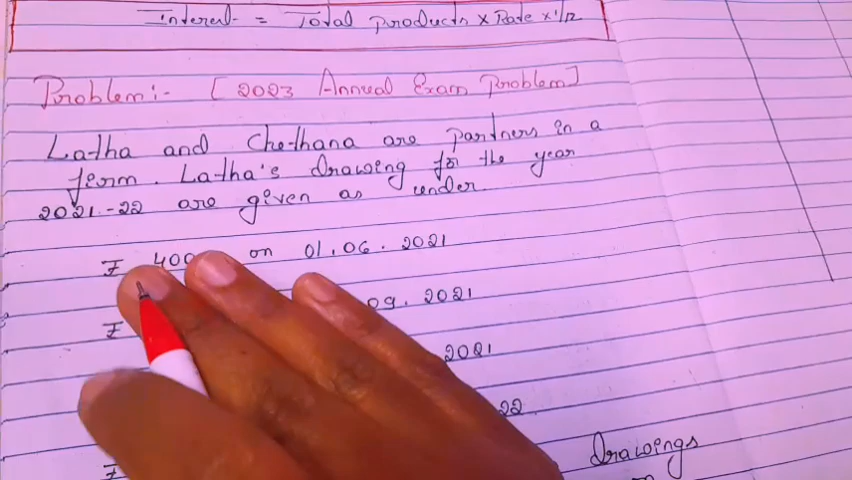 Interest = Total Products × Rate × 1/12
Problem:- [2023 Annual Exam Problem]
Latha and Chethana are partners in a
firm. Latha's drawing for the year
2021-22 are given as under.
₹ 400 on 01.06.2021
₹ 09.2021
2021
22
₹ drawings